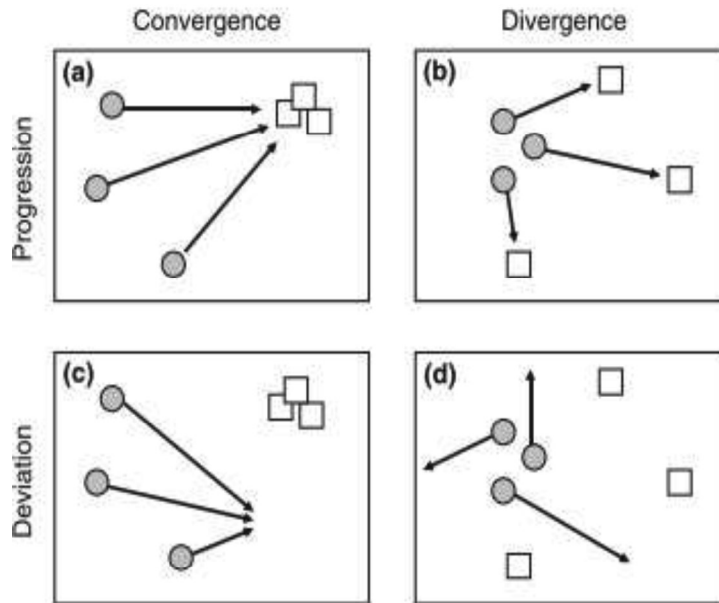 Convergence
Divergence
Progression
(a)
(b)
Deviation
(c)
(d)